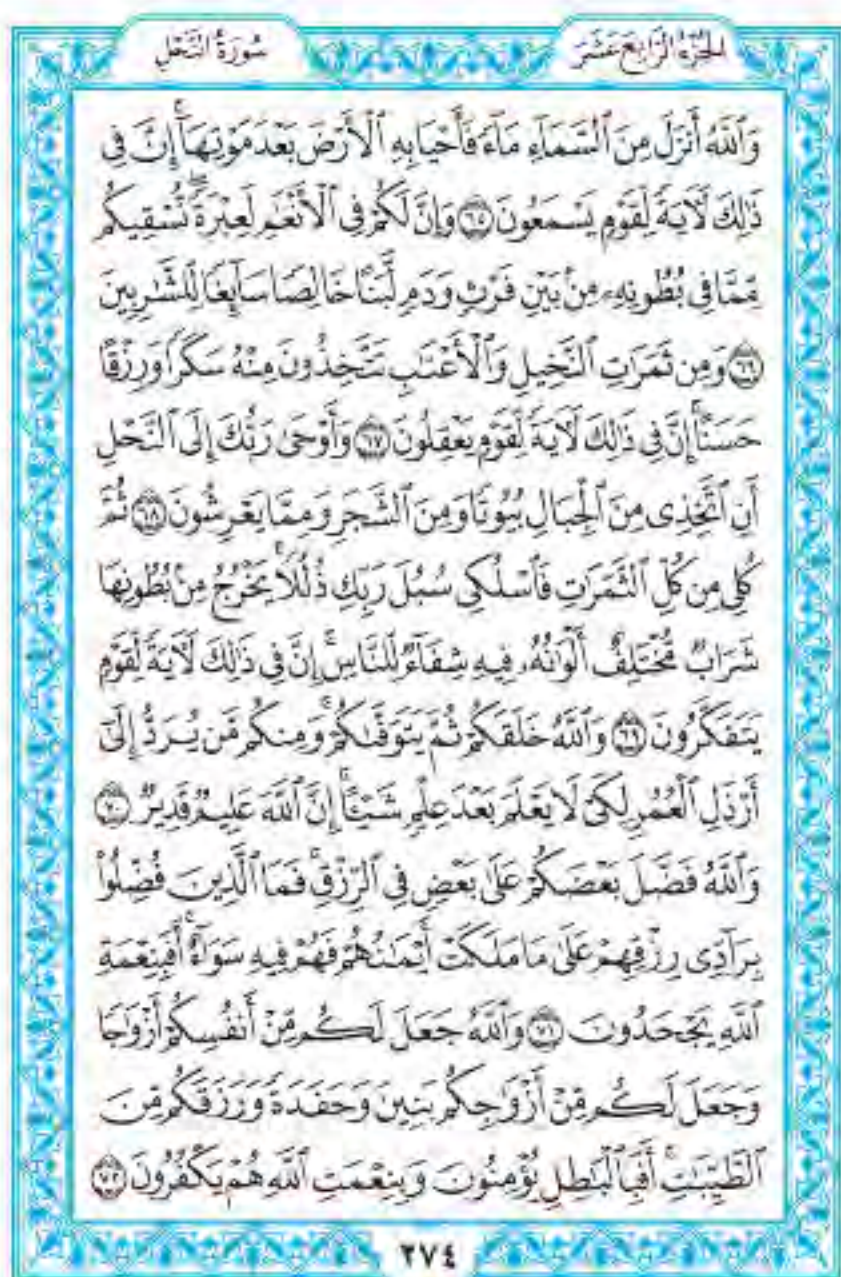 الجُزْءُ الرَّابِعَ عَشَرَ
سُورَةُ النَّحْلِ
وَٱللَّهُ أَنزَلَ مِنَ ٱلسَّمَآءِ مَآءً فَأَحْيَا بِهِ ٱلْأَرْضَ بَعْدَ مَوْتِهَآ ۚ إِنَّ فِى
ذَٰلِكَ لَآيَةً لِّقَوْمٍ يَسْمَعُونَ ٦٥ وَإِنَّ لَكُمْ فِى ٱلْأَنْعَٰمِ لَعِبْرَةً ۖ نُّسْقِيكُم
مِّمَّا فِى بُطُونِهِۦ مِنۢ بَيْنِ فَرْثٍ وَدَمٍ لَّبَنًا خَالِصًا سَآئِغًا لِّلشَّٰرِبِينَ
٦٦ وَمِن ثَمَرَٰتِ ٱلنَّخِيلِ وَٱلْأَعْنَٰبِ تَتَّخِذُونَ مِنْهُ سَكَرًا وَرِزْقًا
حَسَنًا ۗ إِنَّ فِى ذَٰلِكَ لَآيَةً لِّقَوْمٍ يَعْقِلُونَ ٦٧ وَأَوْحَىٰ رَبُّكَ إِلَى ٱلنَّحْلِ
أَنِ ٱتَّخِذِى مِنَ ٱلْجِبَالِ بُيُوتًا وَمِنَ ٱلشَّجَرِ وَمِمَّا يَعْرِشُونَ ٦٨ ثُمَّ
كُلِى مِن كُلِّ ٱلثَّمَرَٰتِ فَٱسْلُكِى سُبُلَ رَبِّكِ ذُلُلًا ۚ يَخْرُجُ مِنۢ بُطُونِهَا
شَرَابٌ مُّخْتَلِفٌ أَلْوَٰنُهُۥ فِيهِ شِفَآءٌ لِّلنَّاسِ ۗ إِنَّ فِى ذَٰلِكَ لَآيَةً لِّقَوْمٍ
يَتَفَكَّرُونَ ٦٩ وَٱللَّهُ خَلَقَكُمْ ثُمَّ يَتَوَفَّىٰكُمْ ۚ وَمِنكُم مَّن يُرَدُّ إِلَىٰٓ
أَرْذَلِ ٱلْعُمُرِ لِكَىْ لَا يَعْلَمَ بَعْدَ عِلْمٍ شَيْـًٔا ۚ إِنَّ ٱللَّهَ عَلِيمٌ قَدِيرٌ ٧٠
وَٱللَّهُ فَضَّلَ بَعْضَكُمْ عَلَىٰ بَعْضٍ فِى ٱلرِّزْقِ ۚ فَمَا ٱلَّذِينَ فُضِّلُوا۟
بِرَآدِّى رِزْقِهِمْ عَلَىٰ مَا مَلَكَتْ أَيْمَٰنُهُمْ فَهُمْ فِيهِ سَوَآءٌ ۚ أَفَبِنِعْمَةِ
ٱللَّهِ يَجْحَدُونَ ٧١ وَٱللَّهُ جَعَلَ لَكُم مِّنْ أَنفُسِكُمْ أَزْوَٰجًا
وَجَعَلَ لَكُم مِّنْ أَزْوَٰجِكُم بَنِينَ وَحَفَدَةً وَرَزَقَكُم مِّنَ
ٱلطَّيِّبَٰتِ ۚ أَفَبِٱلْبَٰطِلِ يُؤْمِنُونَ وَبِنِعْمَتِ ٱللَّهِ هُمْ يَكْفُرُونَ ٧٢
٢٧٤